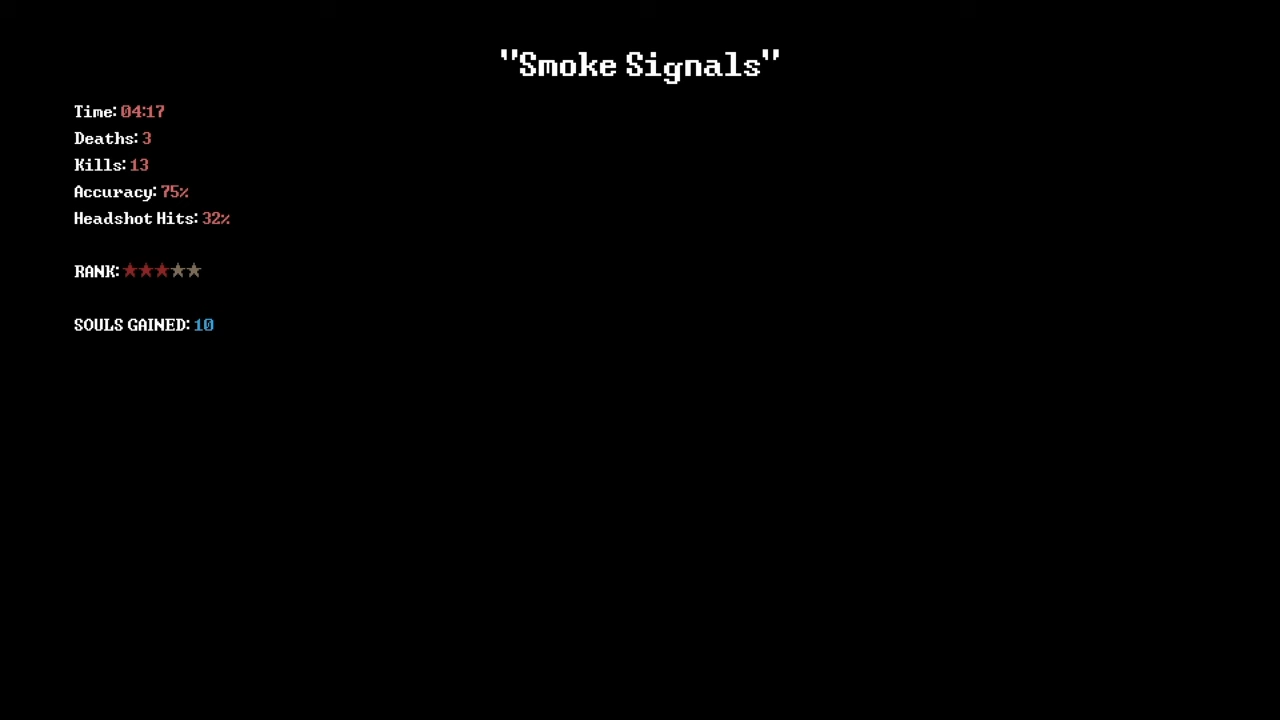 "Smoke Signals"
Time: 04:17
Deaths: 3
Kills: 13
Accuracy: 75%
Headshot Hits: 32%
RANK: ★★★★★
SOULS GAINED: 10